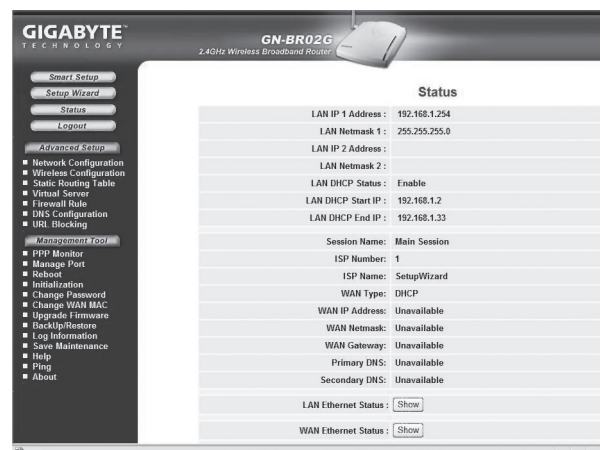 GIGABYTE™
TECHNOLOGY
GN-BR02G
2.4GHz Wireless Broadband Router
Smart Setup
Setup Wizard
Status
Logout
Advanced Setup
Network Configuration
Wireless Configuration
Static Routing Table
Virtual Server
Firewall Rule
DNS Configuration
URL Blocking
Management Tool
PPP Monitor
Manage Port
Reboot
Initialization
Change Password
Change WAN MAC
Upgrade Firmware
BackUp/Restore
Log Information
Save Maintenance
Help
Ping
About
Status
LAN IP 1 Address : 192.168.1.254
LAN Netmask 1 : 255.255.255.0
LAN IP 2 Address :
LAN Netmask 2 :
LAN DHCP Status : Enable
LAN DHCP Start IP : 192.168.1.2
LAN DHCP End IP : 192.168.1.33
Session Name: Main Session
ISP Number: 1
ISP Name: SetupWizard
WAN Type: DHCP
WAN IP Address: Unavailable
WAN Netmask: Unavailable
WAN Gateway: Unavailable
Primary DNS: Unavailable
Secondary DNS: Unavailable
LAN Ethernet Status : Show
WAN Ethernet Status : Show